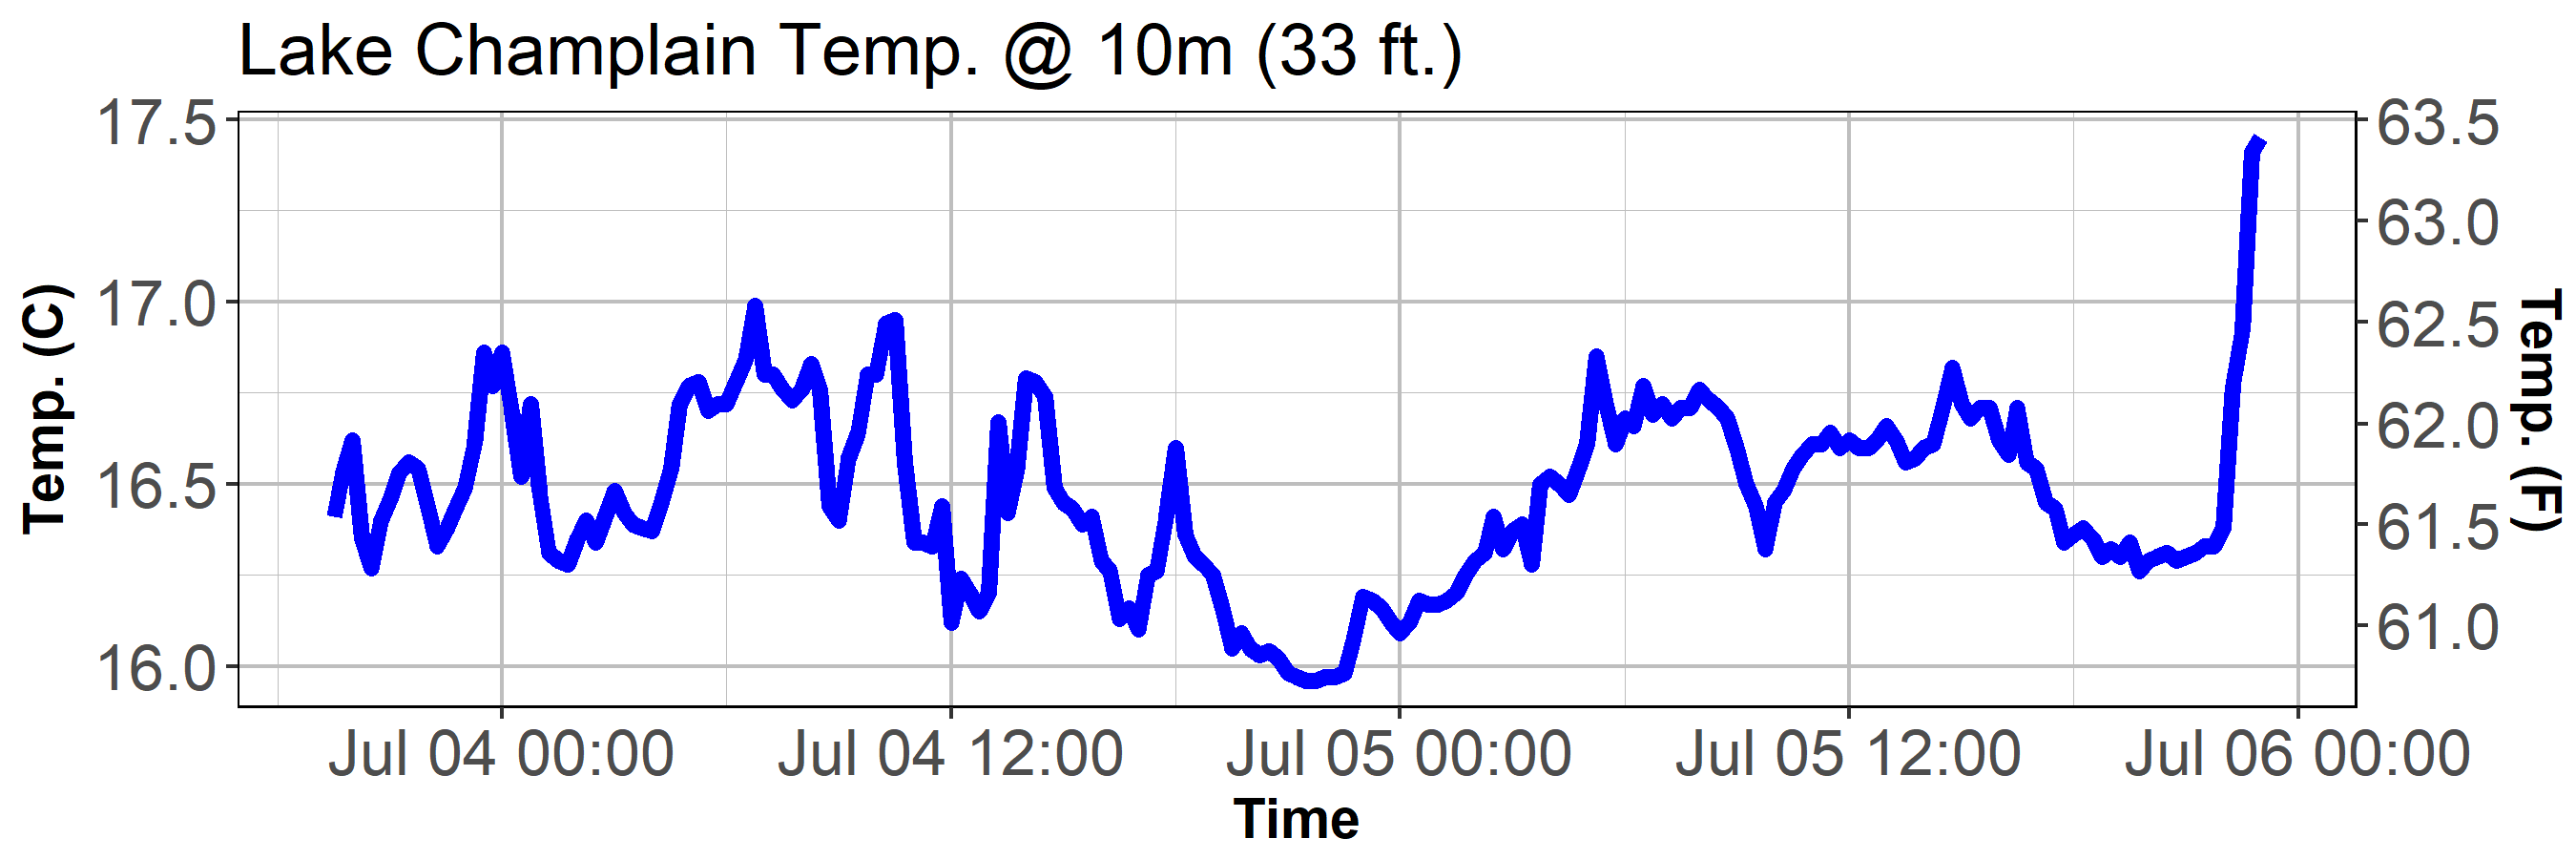 Lake Champlain Temp. @ 10m (33 ft.)
17.5
17.0
16.5
16.0
Temp. (C)
63.5
63.0
62.5
62.0
61.5
61.0
Temp. (F)
Jul 04 00:00
Jul 04 12:00
Jul 05 00:00
Jul 05 12:00
Jul 06 00:00
Time